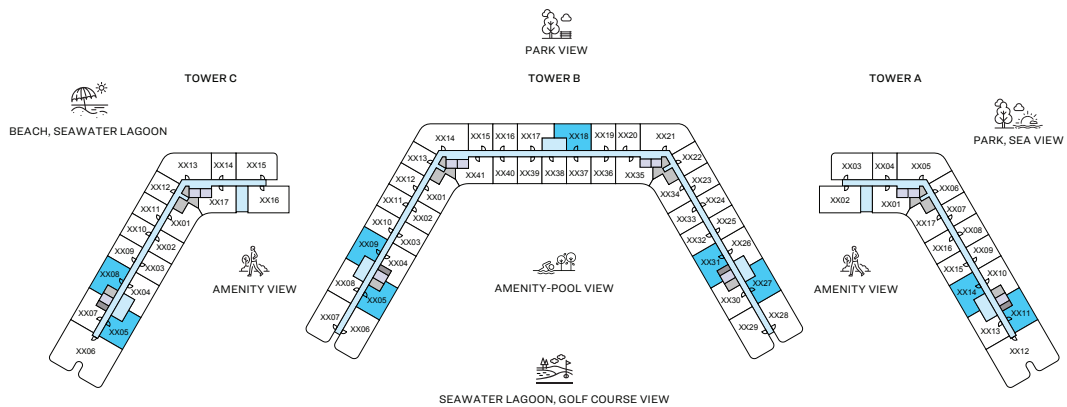 PARK VIEW
TOWER C
TOWER B
TOWER A
BEACH, SEAWATER LAGOON
PARK, SEA VIEW
XX13
XX14
XX15
XX12
XX16
XX11
XX01
XX17
XX10
XX02
XX09
XX03
XX08
XX04
XX07
XX05
XX06
XX14
XX15
XX16
XX17
XX18
XX19
XX20
XX21
XX13
XX41
XX40
XX39
XX38
XX37
XX36
XX35
XX22
XX12
XX01
XX34
XX23
XX11
XX02
XX33
XX24
XX10
XX03
XX32
XX25
XX09
XX04
XX31
XX26
XX08
XX05
XX30
XX27
XX07
XX06
XX29
XX28
XX03
XX04
XX05
XX02
XX01
XX17
XX06
XX07
XX16
XX08
XX15
XX09
XX14
XX10
XX13
XX11
XX12
AMENITY VIEW
AMENITY-POOL VIEW
AMENITY VIEW
SEAWATER LAGOON, GOLF COURSE VIEW